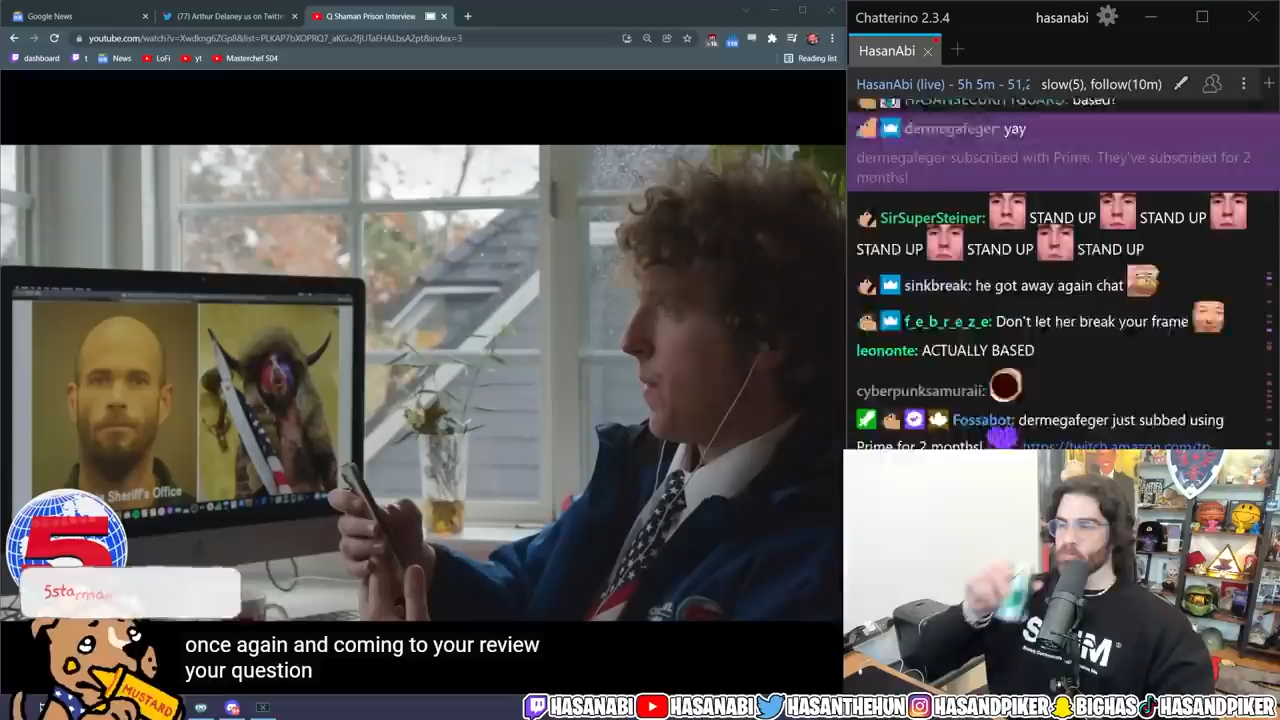 Google News
(77) Arthur Delaney us on Twitte
Q Shaman Prison Interview
youtube.com/watch?v=Xwdkng6ZGp8&list=PLKAP7bXOPRQ7_aKGu2fjUTaEHALbsA2pt&index=3
dashboard
t
News
LoFi
yt
Masterchef S04
Reading list
Sheriff's Office
5
5starma
once again and coming to your review
your question
MUSTARD
Chatterino 2.3.4
hasanabi
HasanAbi
HasanAbi (live) - 5h 5m - 51,2
slow(5), follow(10m)
HASANSECURITYGUARD: based?
dermegafeger yay
dermegafeger subscribed with Prime. They've subscribed for 2
months!
SirSuperSteiner: STAND UP STAND UP
STAND UP STAND UP STAND UP
sinkbreak: he got away again chat
f_e_b_r_e_z_e: Don't let her break your frame
leononte: ACTUALLY BASED
cyberpunksamuraii:
Fossabot: dermegafeger just subbed using
Prime for 2 months!
HASANABI HASANABI HASANTHEHUN HASANDPIKER BIGHAS HASANDPIKER